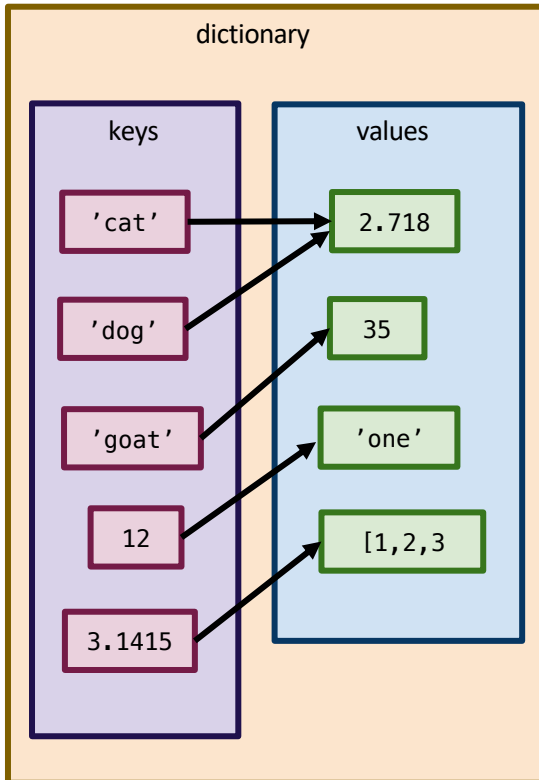 dictionary
keys
values
’cat’
2.718
’dog’
35
’goat’
’one’
12
[1,2,3
3.1415